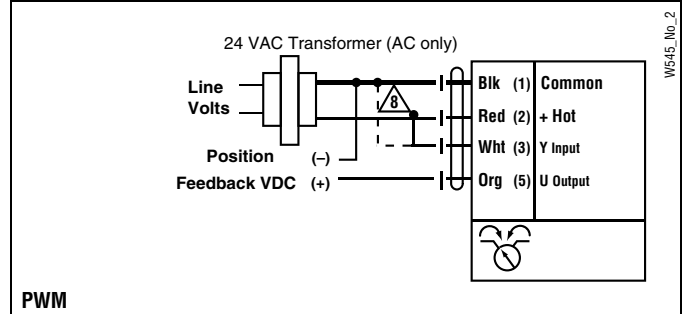 W545_No_2
24 VAC Transformer (AC only)
Line
Volts
8
Blk (1) Common
Red (2) + Hot
Wht (3) Y Input
Org (5) U Output
Position (–)
Feedback VDC (+)
PWM